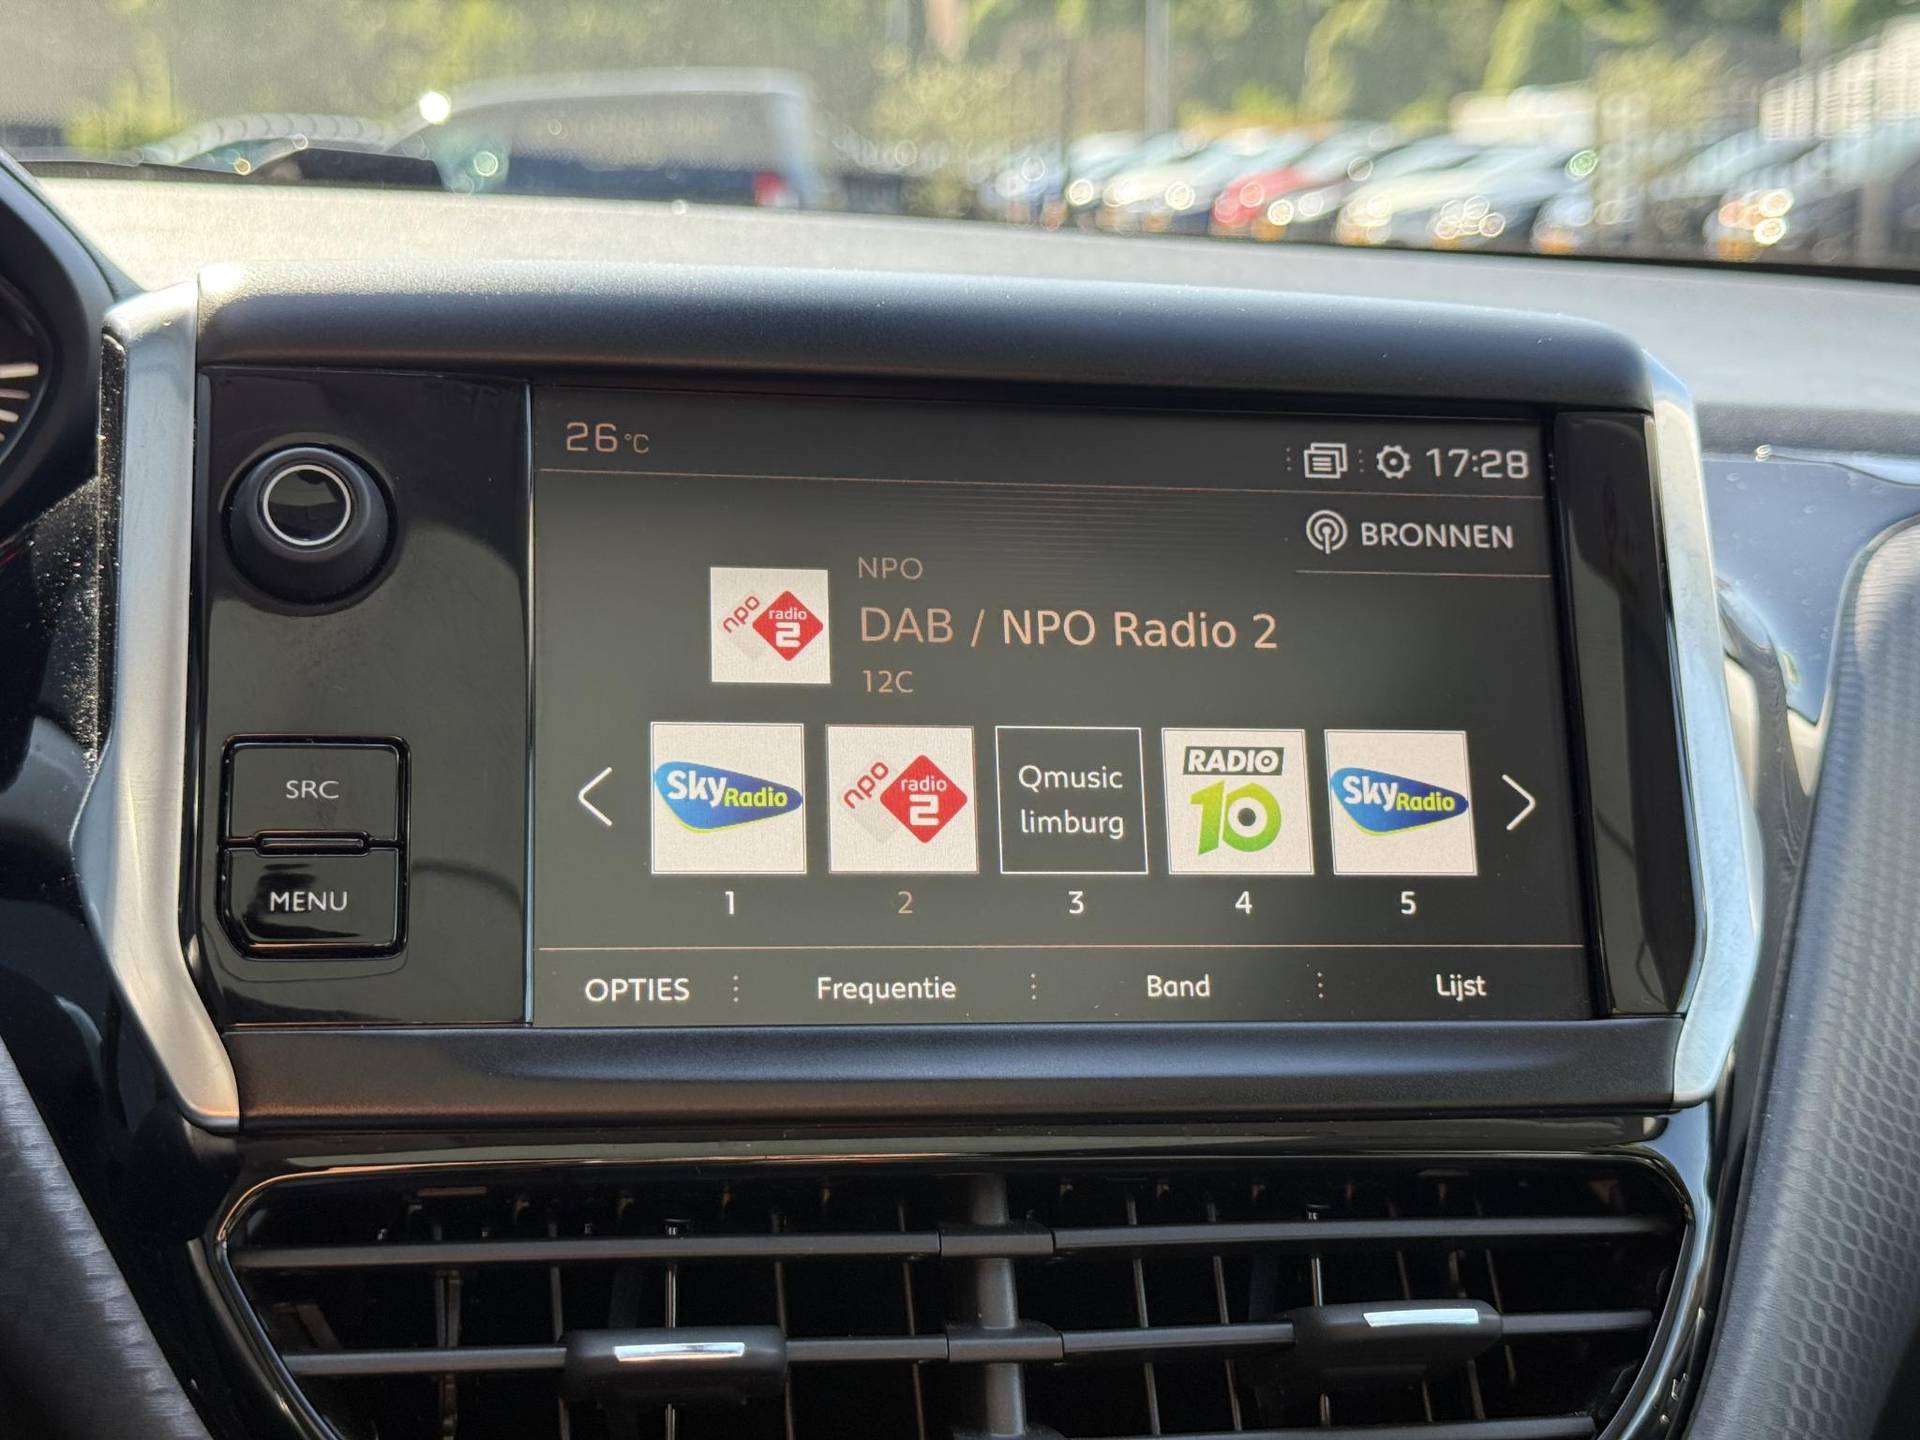 26°C
17:28
BRONNEN
NPO
npo radio 2
DAB / NPO Radio 2
12C
SRC
MENU
Sky Radio
npo radio 2
Qmusic
limburg
RADIO
10
Sky Radio
1 2 3 4 5
OPTIES Frequentie Band Lijst